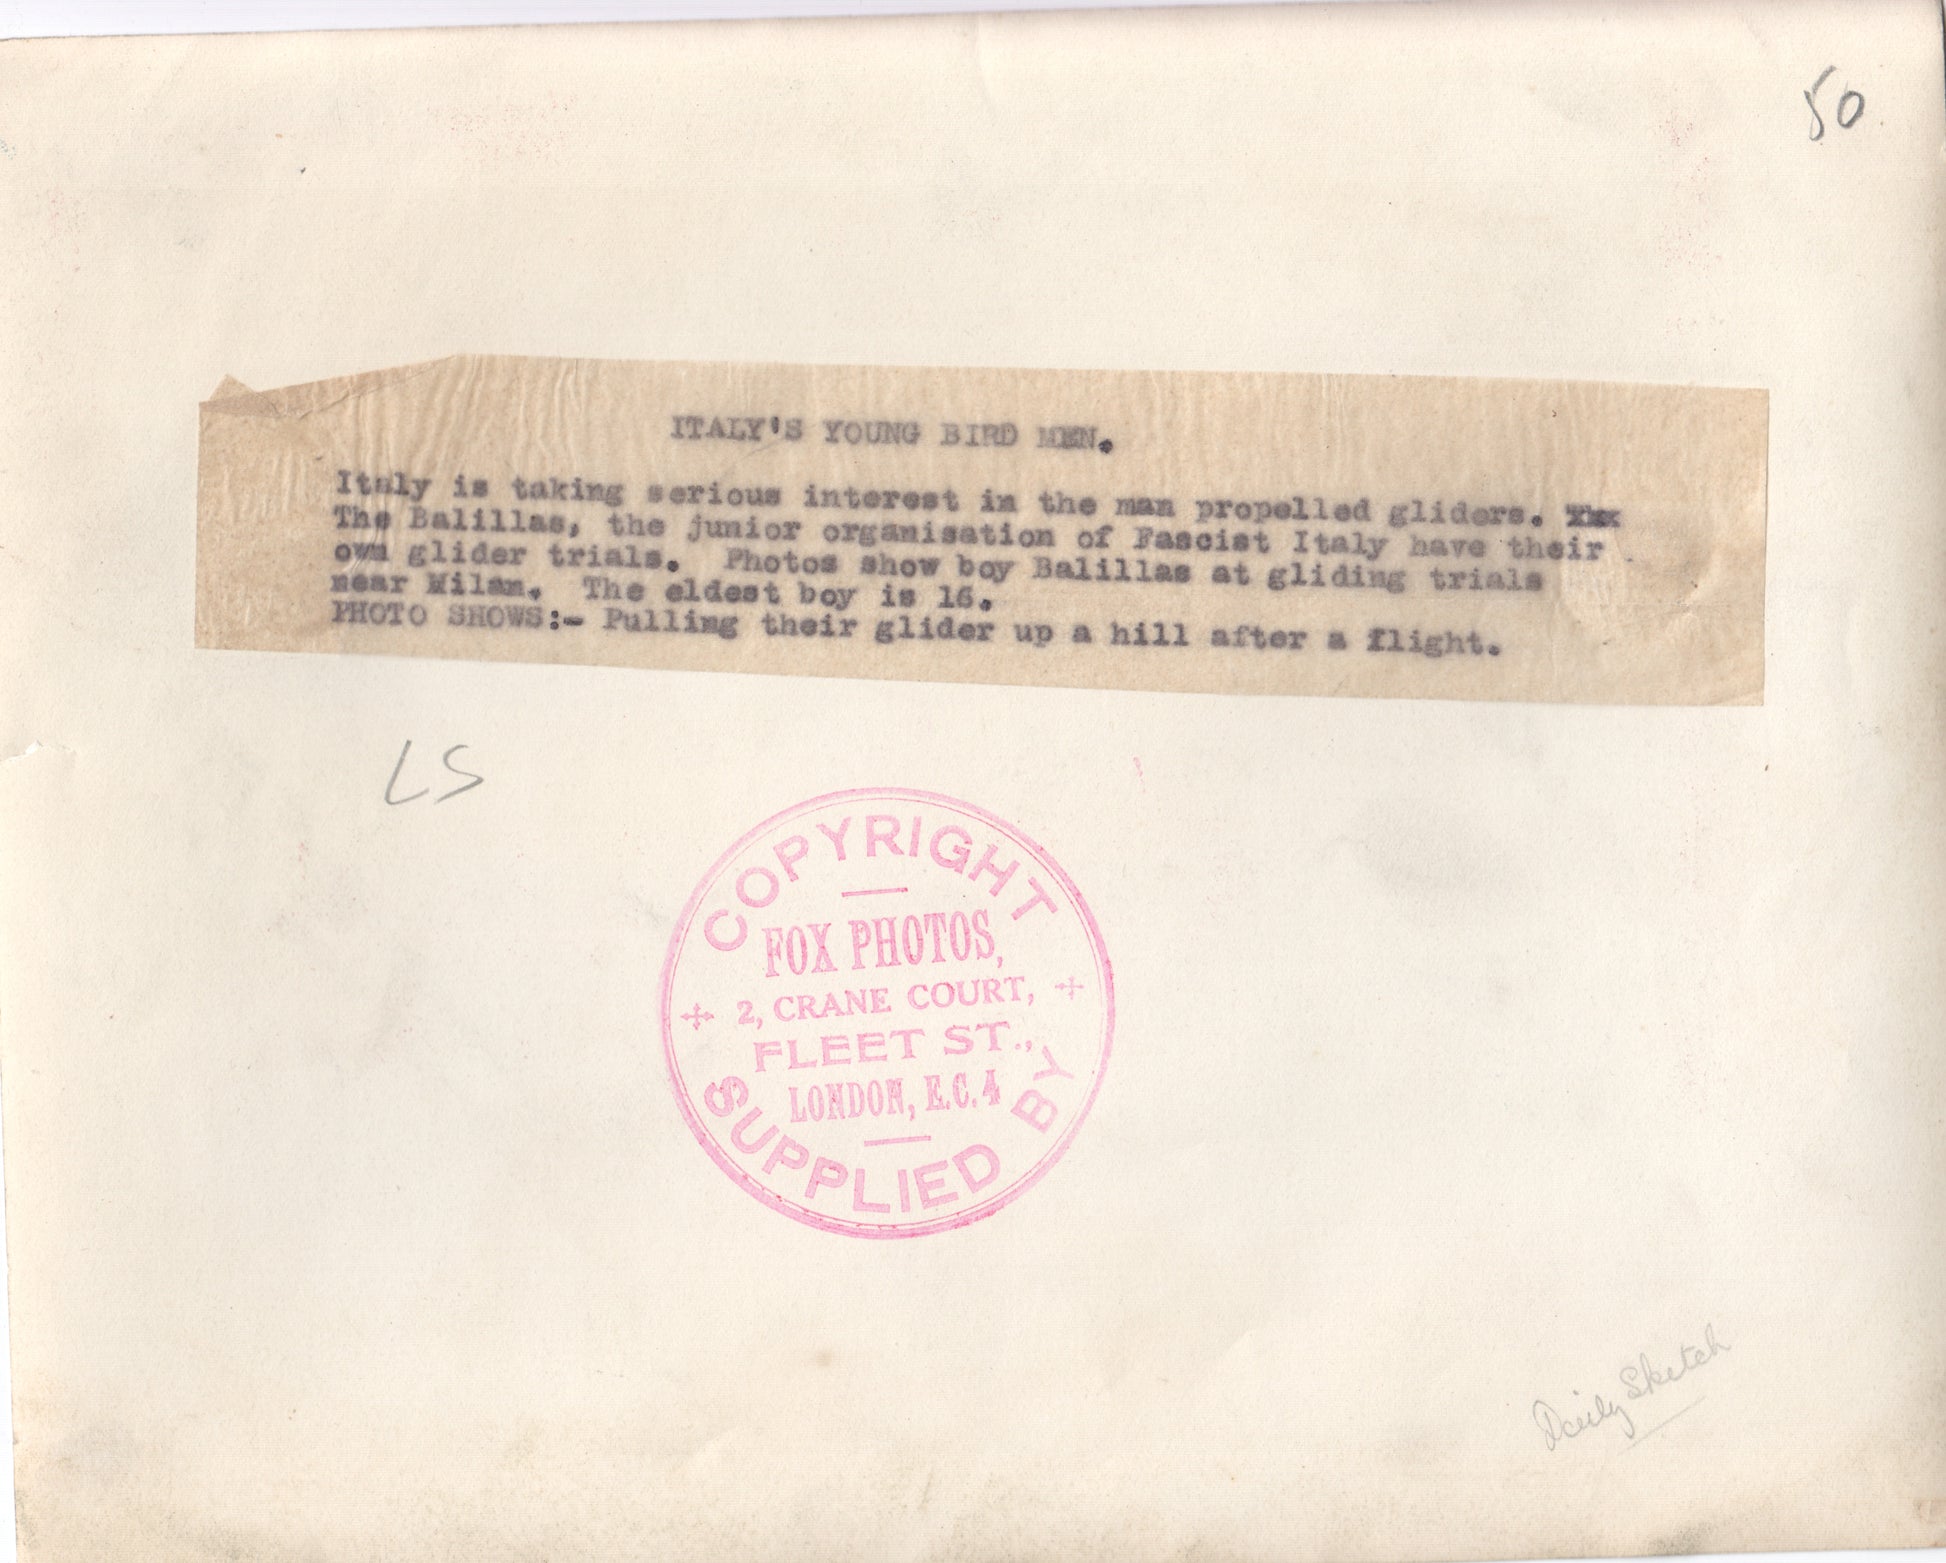 50
ITALY'S YOUNG BIRD MEN.
Italy is taking serious interest in the man propelled gliders.
The Balillas, the junior organisation of Fascist Italy have their
own glider trials. Photos show boy Balillas at gliding trials
near Milan. The eldest boy is 16.
PHOTO SHOWS:- Pulling their glider up a hill after a flight.
LS
COPYRIGHT
FOX PHOTOS,
2, CRANE COURT,
FLEET ST.,
LONDON, E.C.4
SUPPLIED BY
Daily Sketch